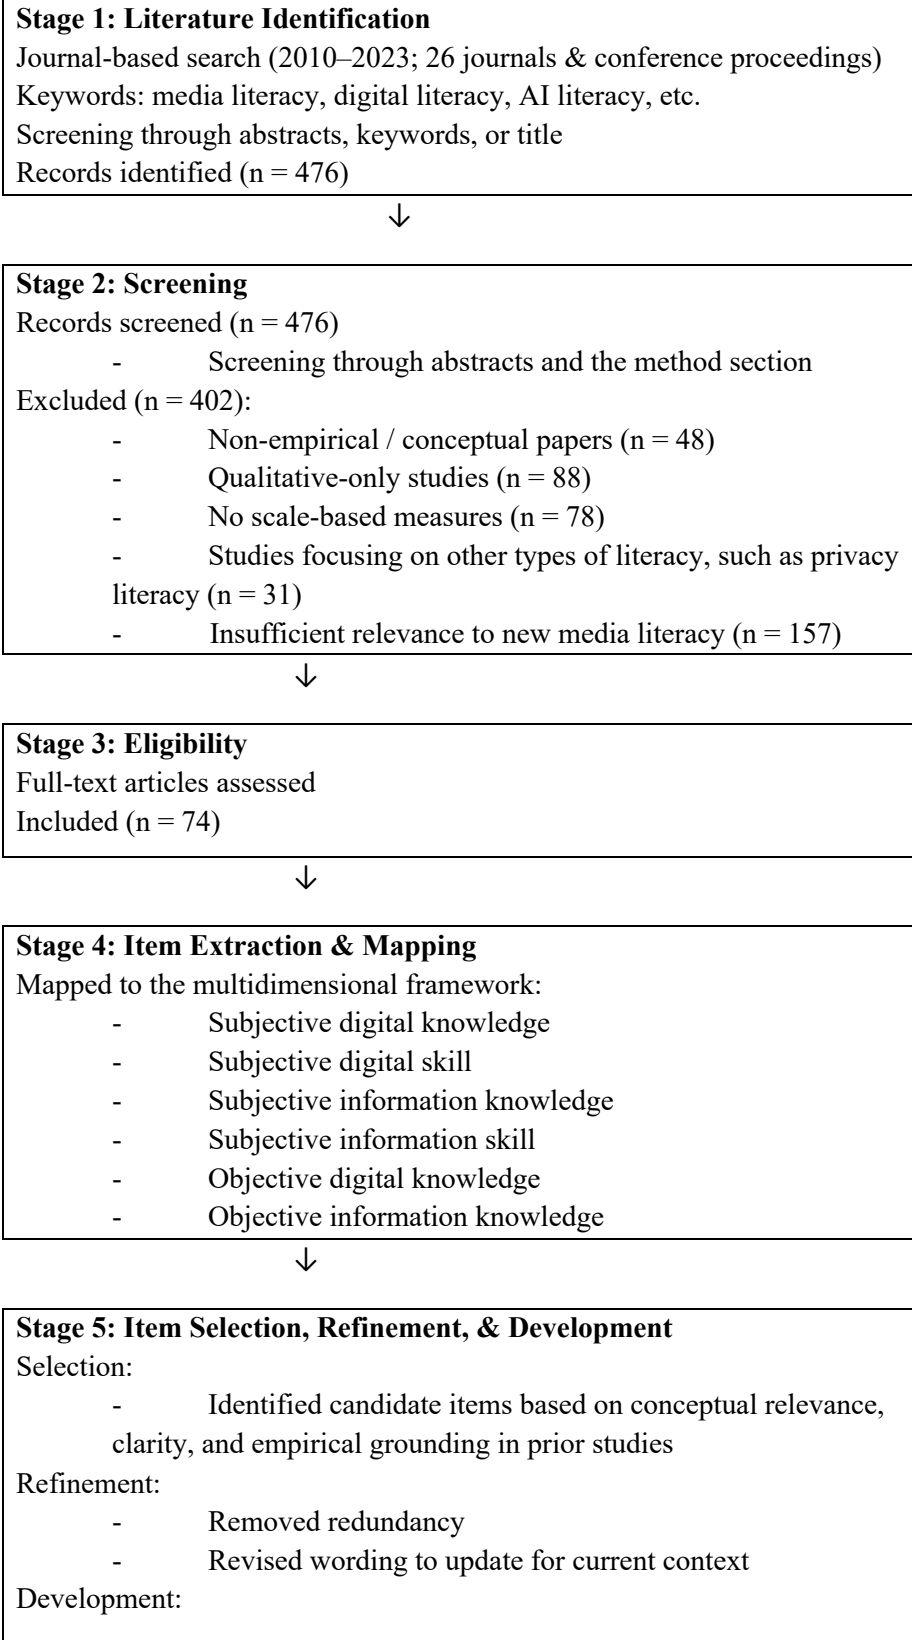 Stage 1: Literature Identification
Journal-based search (2010–2023; 26 journals & conference proceedings)
Keywords: media literacy, digital literacy, AI literacy, etc.
Screening through abstracts, keywords, or title
Records identified (n = 476)
↓
Stage 2: Screening
Records screened (n = 476)
- Screening through abstracts and the method section
Excluded (n = 402):
- Non-empirical / conceptual papers (n = 48)
- Qualitative-only studies (n = 88)
- No scale-based measures (n = 78)
- Studies focusing on other types of literacy, such as privacy
literacy (n = 31)
- Insufficient relevance to new media literacy (n = 157)
↓
Stage 3: Eligibility
Full-text articles assessed
Included (n = 74)
↓
Stage 4: Item Extraction & Mapping
Mapped to the multidimensional framework:
- Subjective digital knowledge
- Subjective digital skill
- Subjective information knowledge
- Subjective information skill
- Objective digital knowledge
- Objective information knowledge
↓
Stage 5: Item Selection, Refinement, & Development
Selection:
- Identified candidate items based on conceptual relevance,
clarity, and empirical grounding in prior studies
Refinement:
- Removed redundancy
- Revised wording to update for current context
Development: